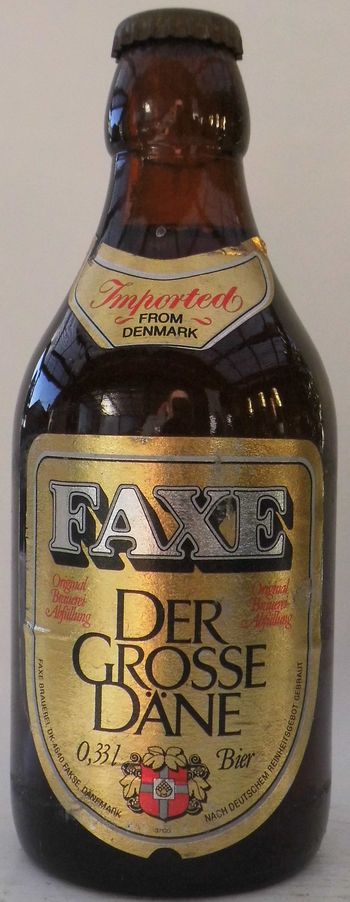 Imported
FROM
DENMARK
FAXE
Original
Brauerei-
Abfüllung
Original
Brauerei-
Abfüllung
DER
GROSSE
DÄNE
0,33 l
Bier
FAXE BRAUEREI, DK-4640 FAKSE, DÄNEMARK
NACH DEUTSCHEM REINHEITSGEBOT GEBRAUT